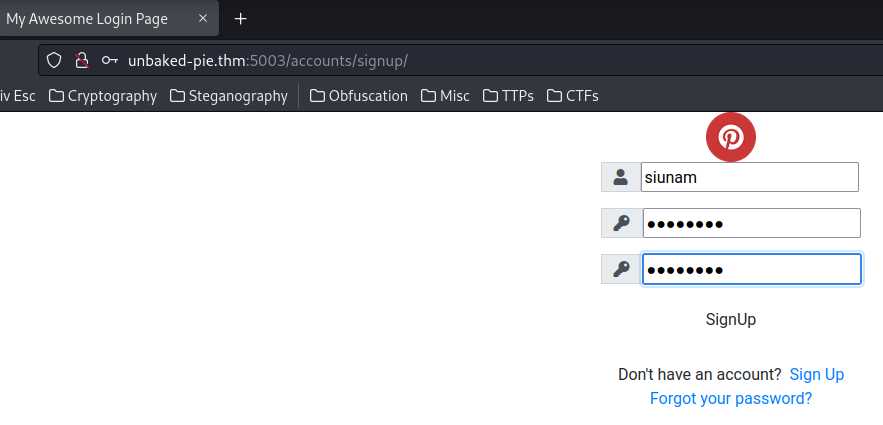 My Awesome Login Page
unbaked-pie.thm:5003/accounts/signup/
iv Esc Cryptography Steganography Obfuscation Misc TTPs CTFs
siunam
●●●●●●●●
●●●●●●●●
SignUp
Don't have an account? Sign Up
Forgot your password?